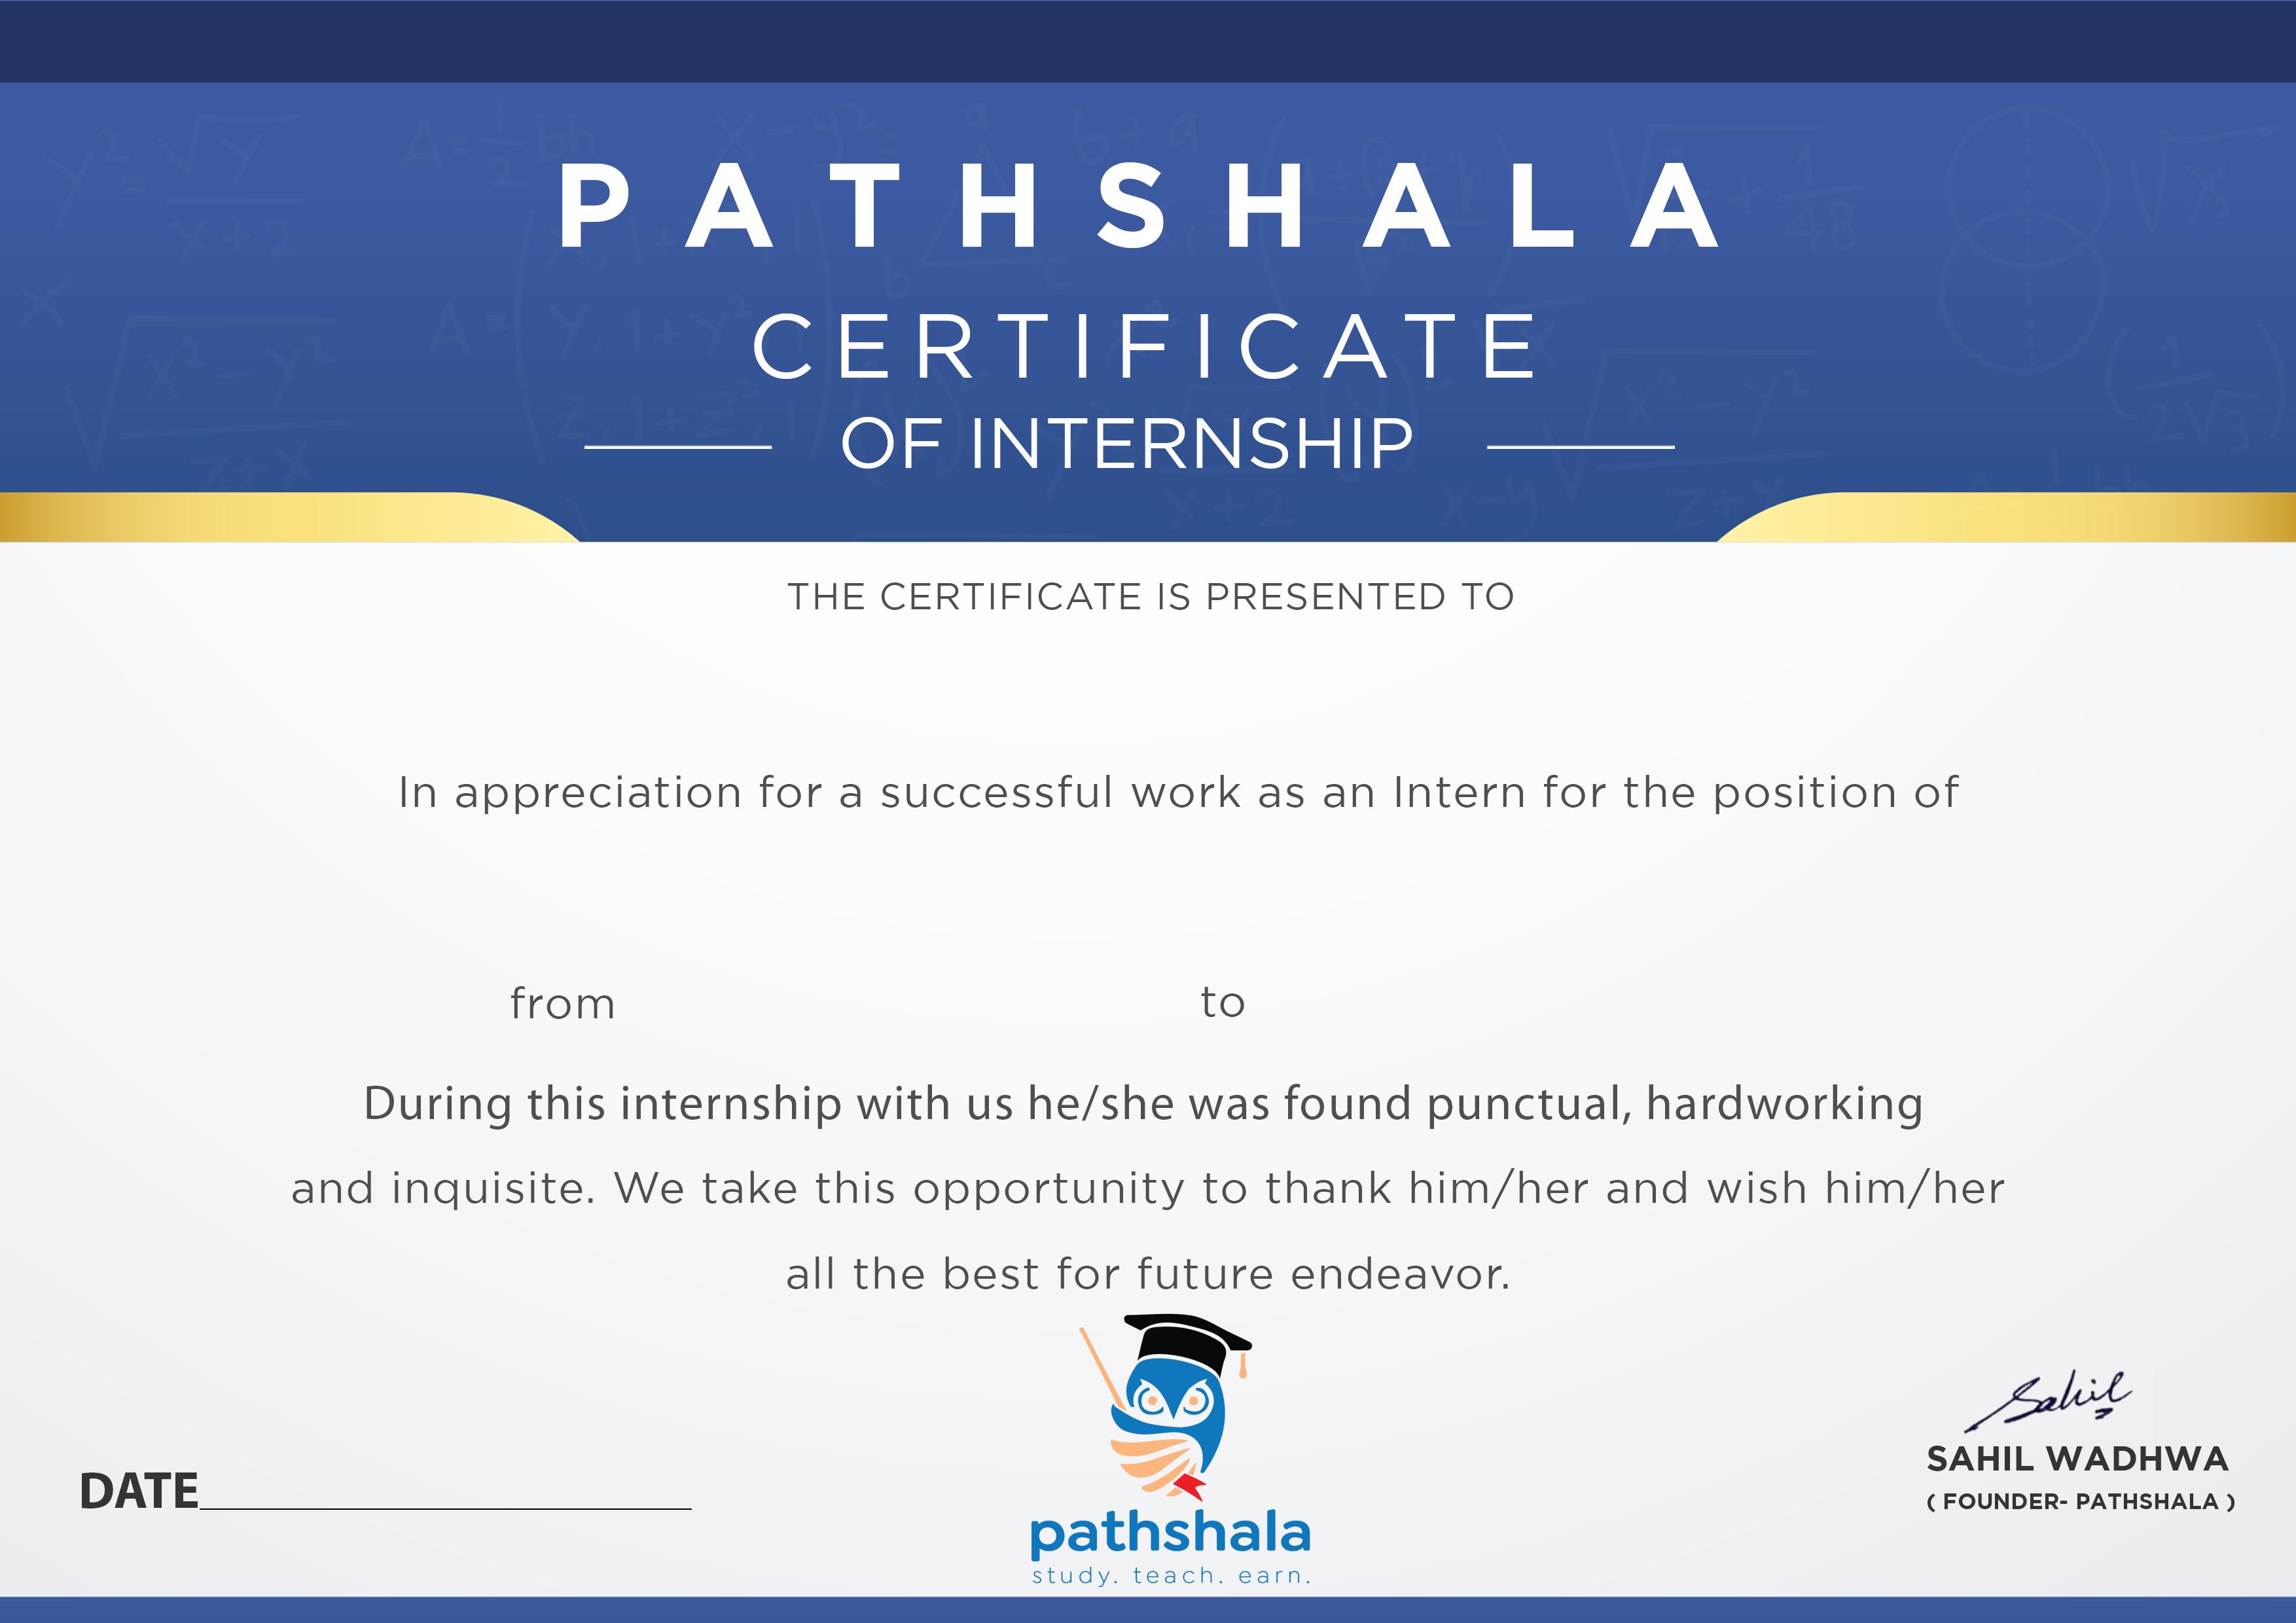 PATHSHALA
CERTIFICATE
OF INTERNSHIP
THE CERTIFICATE IS PRESENTED TO
In appreciation for a successful work as an Intern for the position of
from to
During this internship with us he/she was found punctual, hardworking
and inquisite. We take this opportunity to thank him/her and wish him/her
all the best for future endeavor.
Sahil
SAHIL WADHWA
( FOUNDER- PATHSHALA )
DATE
pathshala
study. teach. earn.